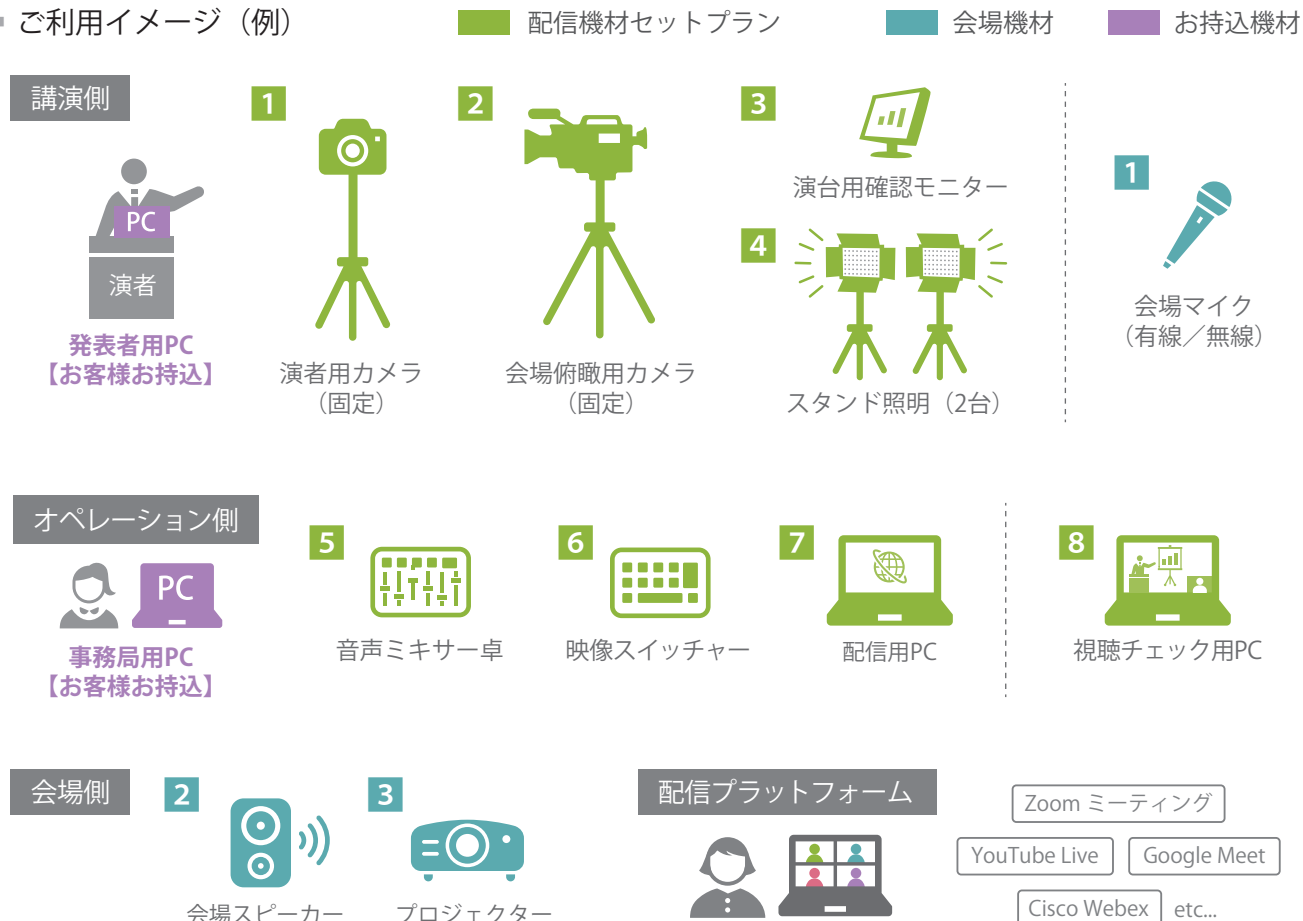 ご利用イメージ（例）
配信機材セットプラン
会場機材
お持込機材
講演側
PC
演者
発表者用PC
【お客様お持込】
1
演者用カメラ
（固定）
2
会場俯瞰用カメラ
（固定）
3
演台用確認モニター
4
スタンド照明（2台）
1
会場マイク
（有線／無線）
オペレーション側
PC
事務局用PC
【お客様お持込】
5
音声ミキサー卓
6
映像スイッチャー
7
配信用PC
8
視聴チェック用PC
会場側
2
会場スピーカー
3
プロジェクター
配信プラットフォーム
Zoom ミーティング
YouTube Live
Google Meet
Cisco Webex
etc...